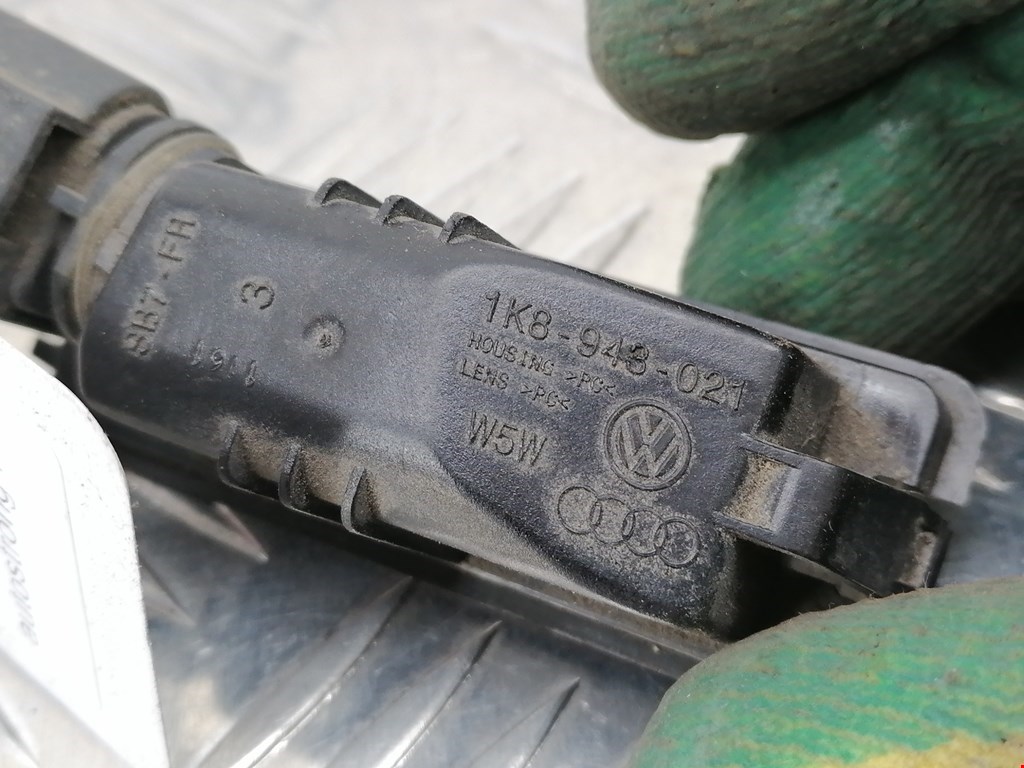 SB7-FH
3
1K8-943-021
HOUSING >PC<
LENS >PC<
W5W